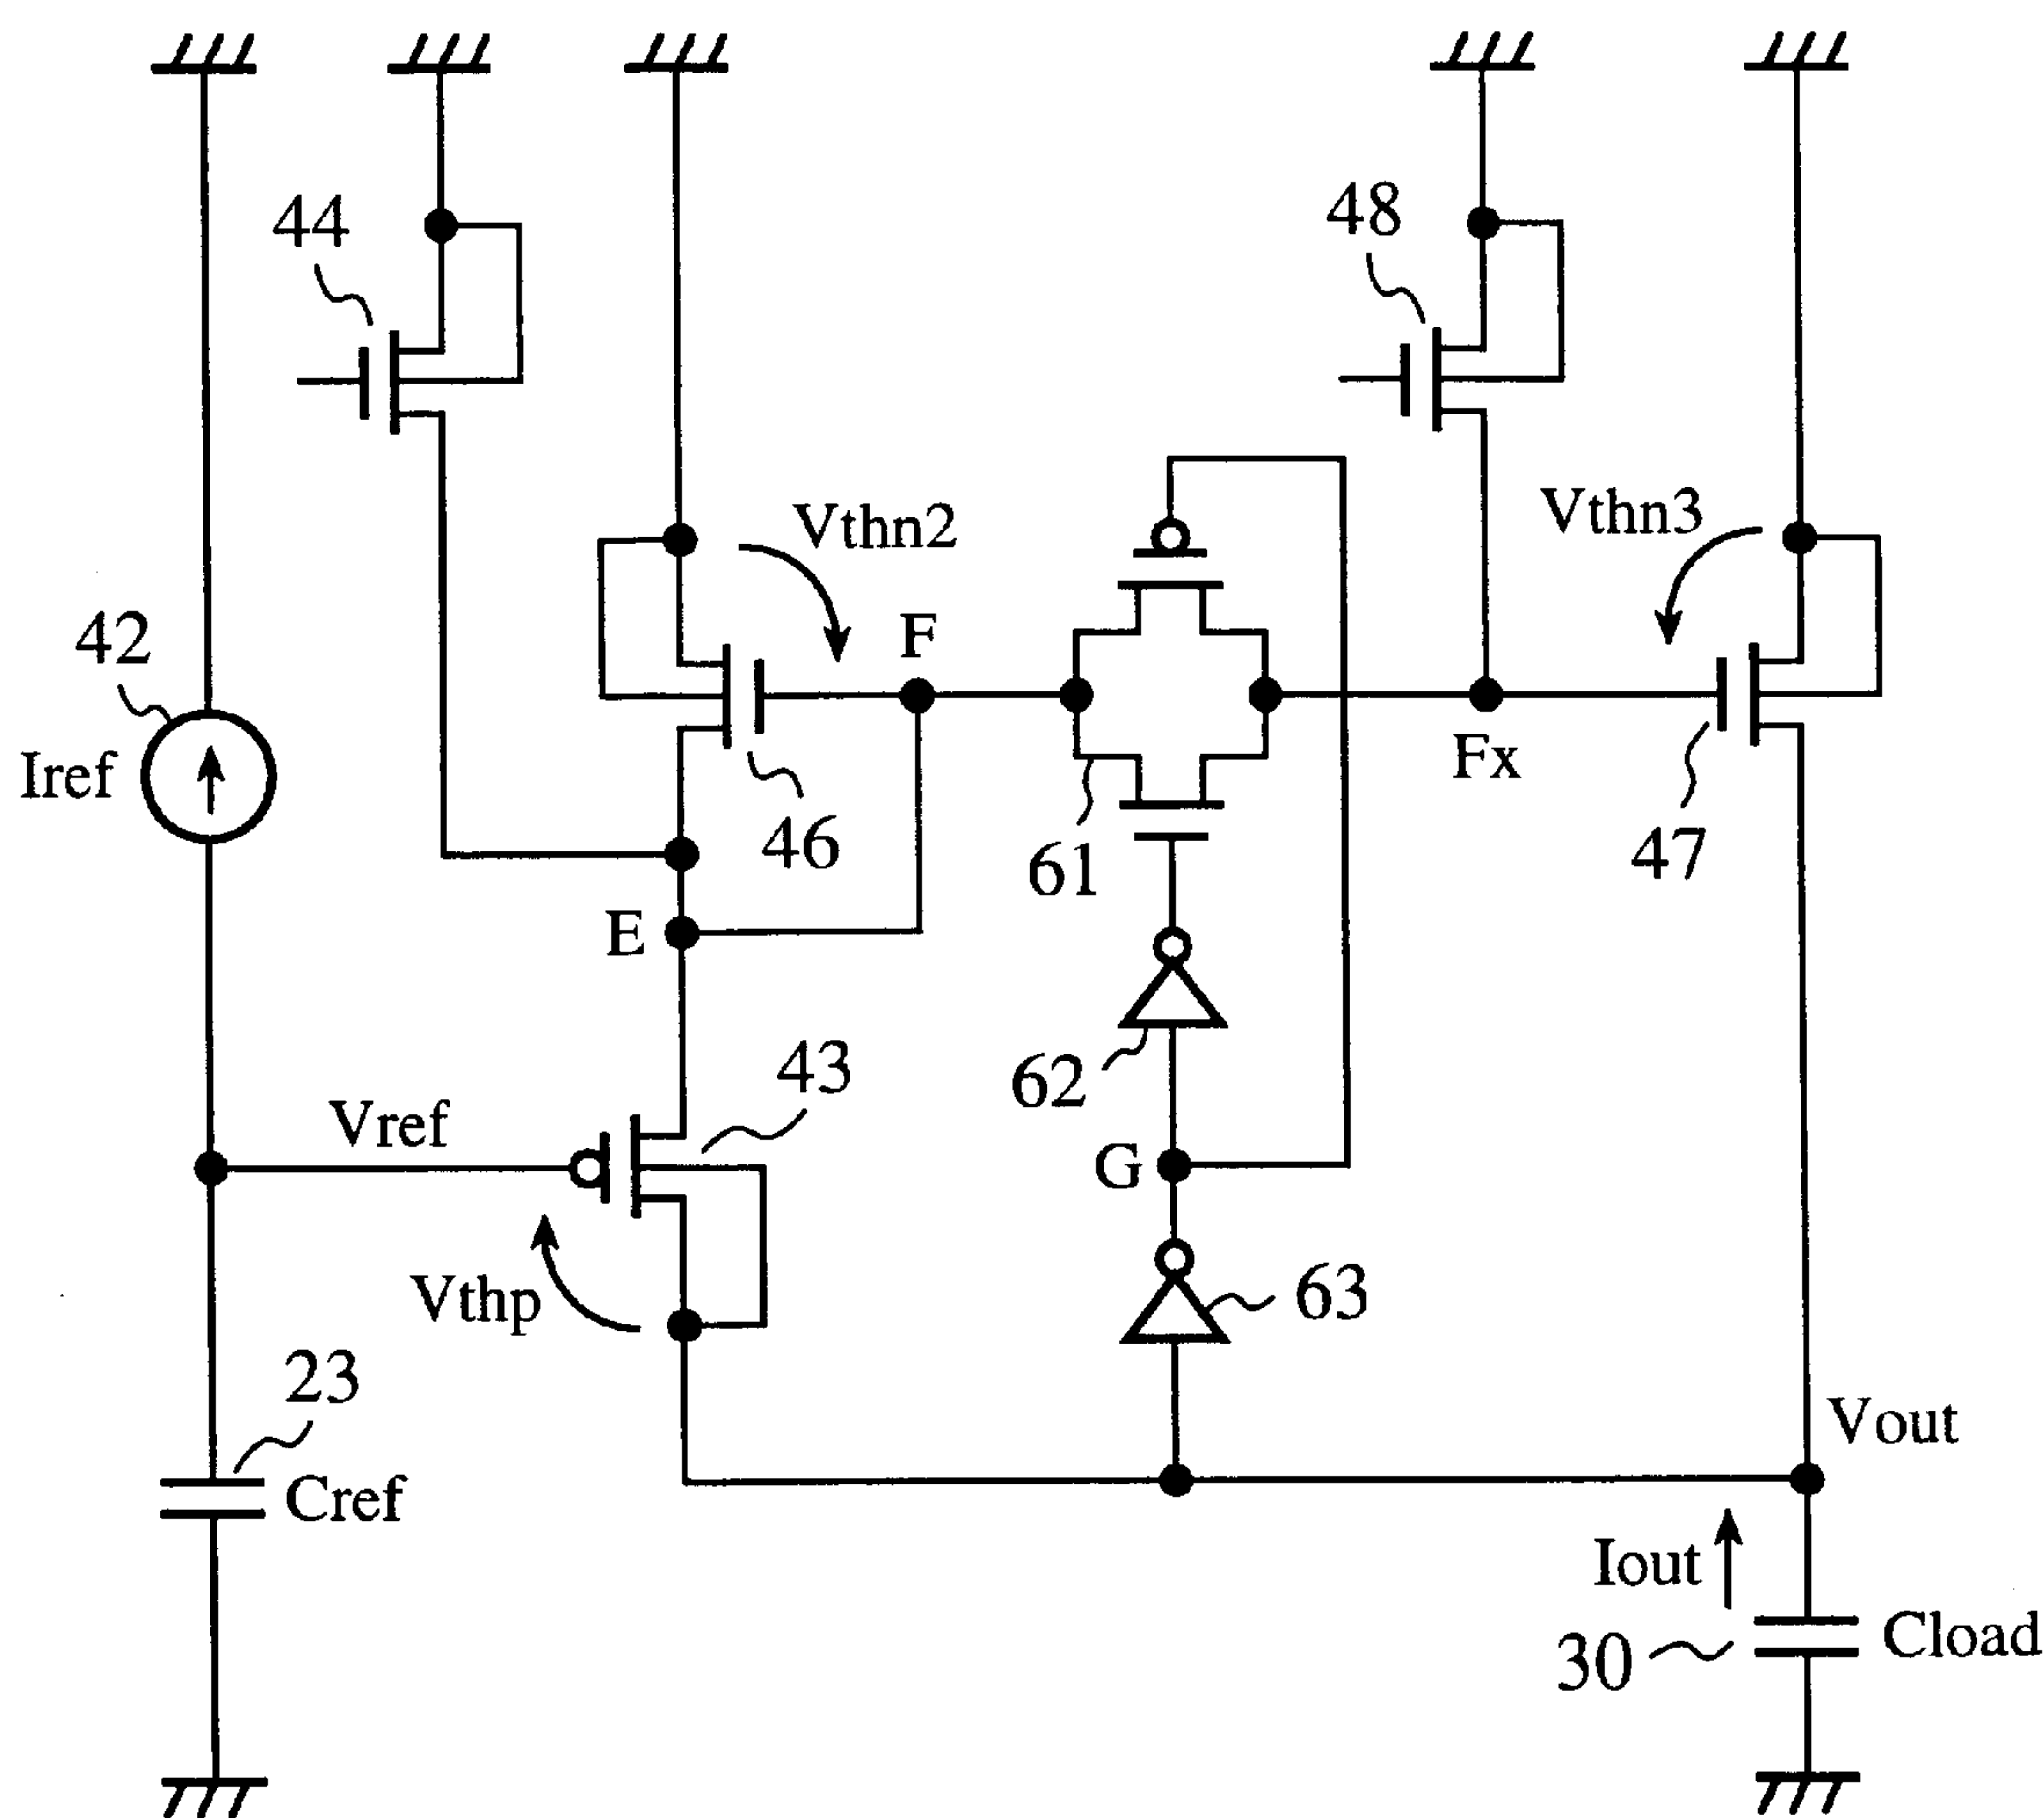 44
48
Vthn2
Vthn3
42
F
Iref
Fx
46
61
47
E
43
62
Vref
G
Vthp
63
23
Vout
Cref
Iout
30
Cload